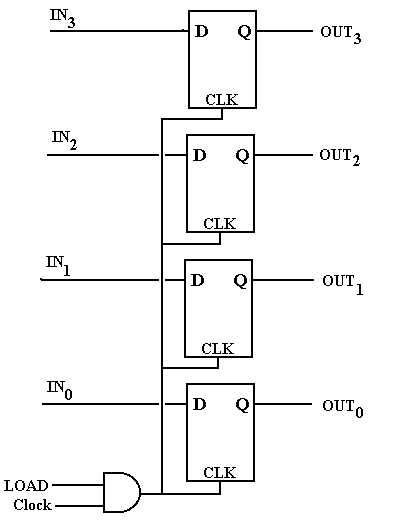 IN3 D Q OUT3
CLK
IN2 D Q OUT2
CLK
IN1 D Q OUT1
CLK
IN0 D Q OUT0
CLK
LOAD
Clock